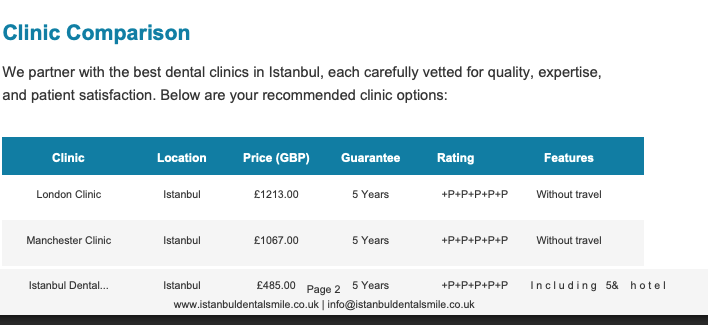 Clinic Comparison
We partner with the best dental clinics in Istanbul, each carefully vetted for quality, expertise,
and patient satisfaction. Below are your recommended clinic options:
Clinic Location Price (GBP) Guarantee Rating Features
London Clinic Istanbul £1213.00 5 Years +P+P+P+P+P Without travel
Manchester Clinic Istanbul £1067.00 5 Years +P+P+P+P+P Without travel
Istanbul Dental... Istanbul £485.00 5 Years +P+P+P+P+P Including 5& hotel
Page 2
www.istanbuldentalsmile.co.uk | info@istanbuldentalsmile.co.uk